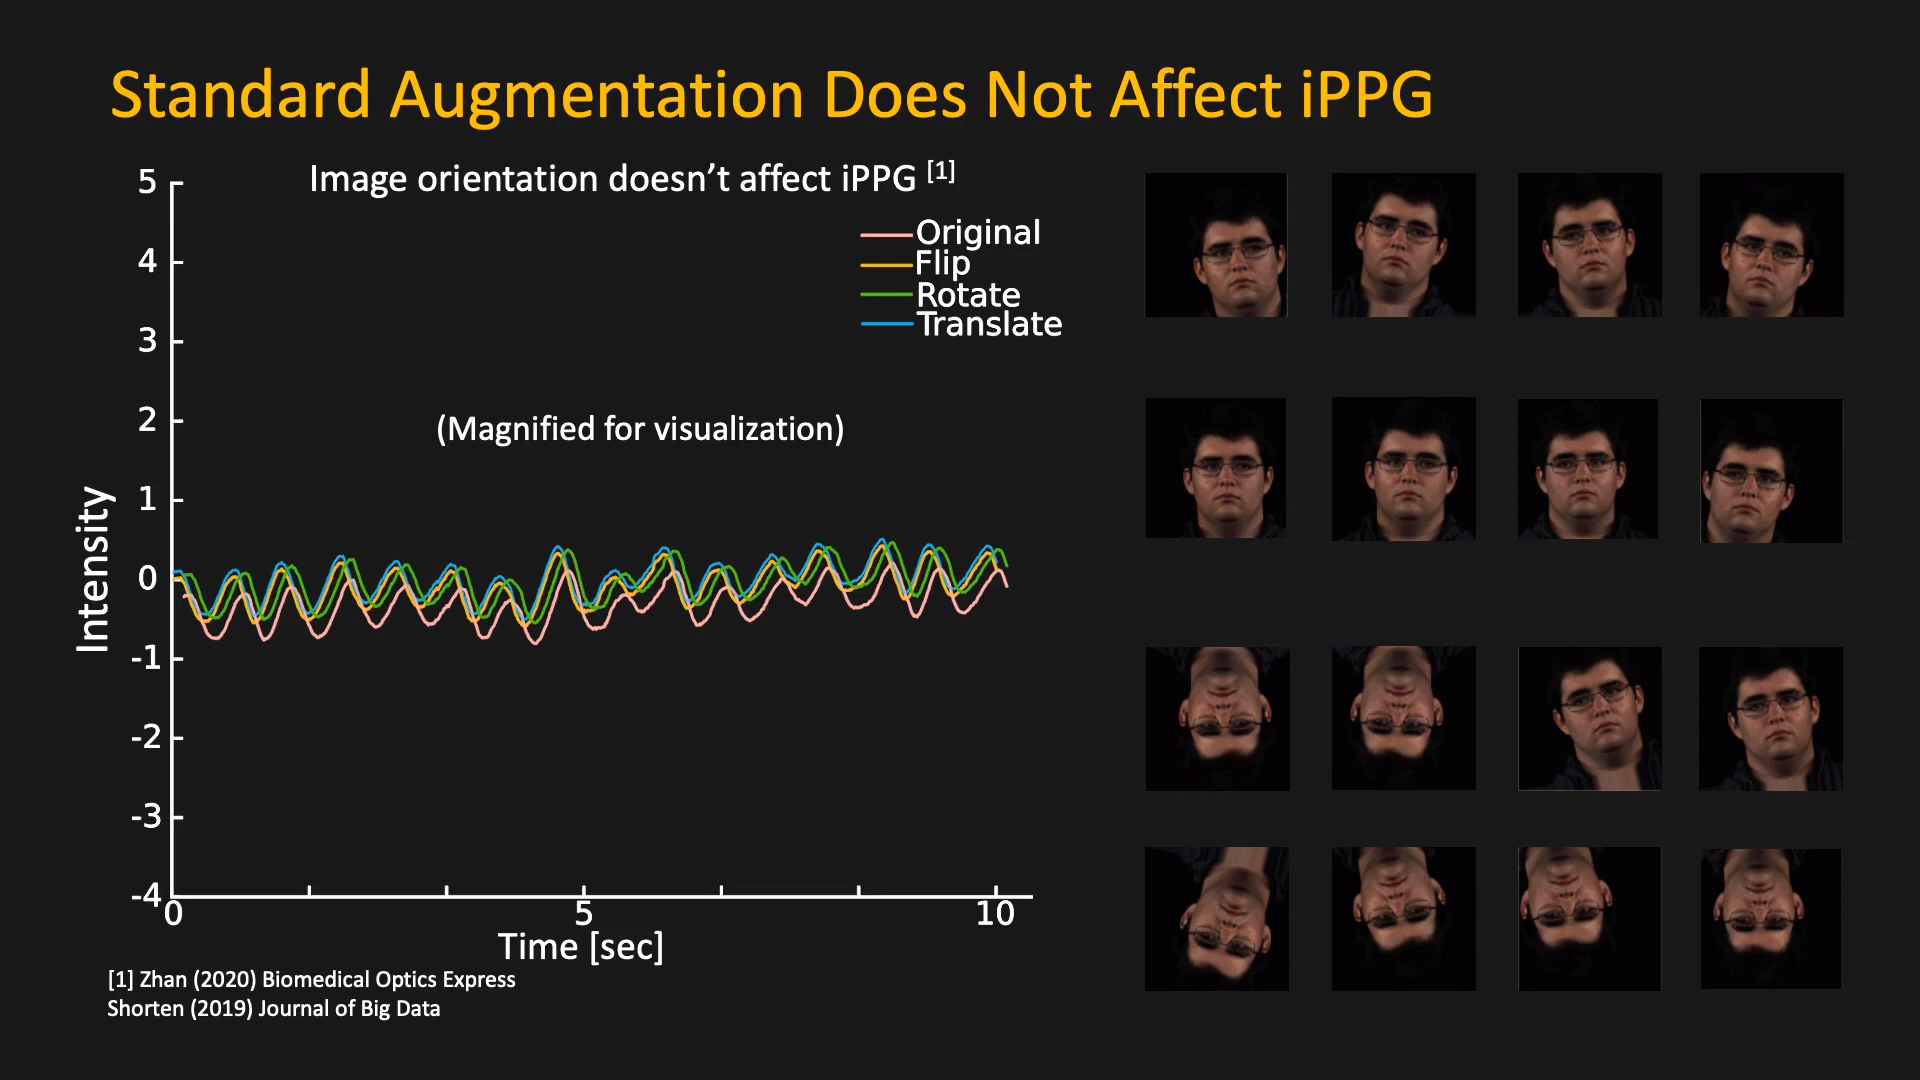 Standard Augmentation Does Not Affect iPPG
Image orientation doesn’t affect iPPG [1]
Original
Flip
Rotate
Translate
(Magnified for visualization)
Intensity
5
4
3
2
1
0
-1
-2
-3
-4
0
5
10
Time [sec]
[1] Zhan (2020) Biomedical Optics Express
Shorten (2019) Journal of Big Data